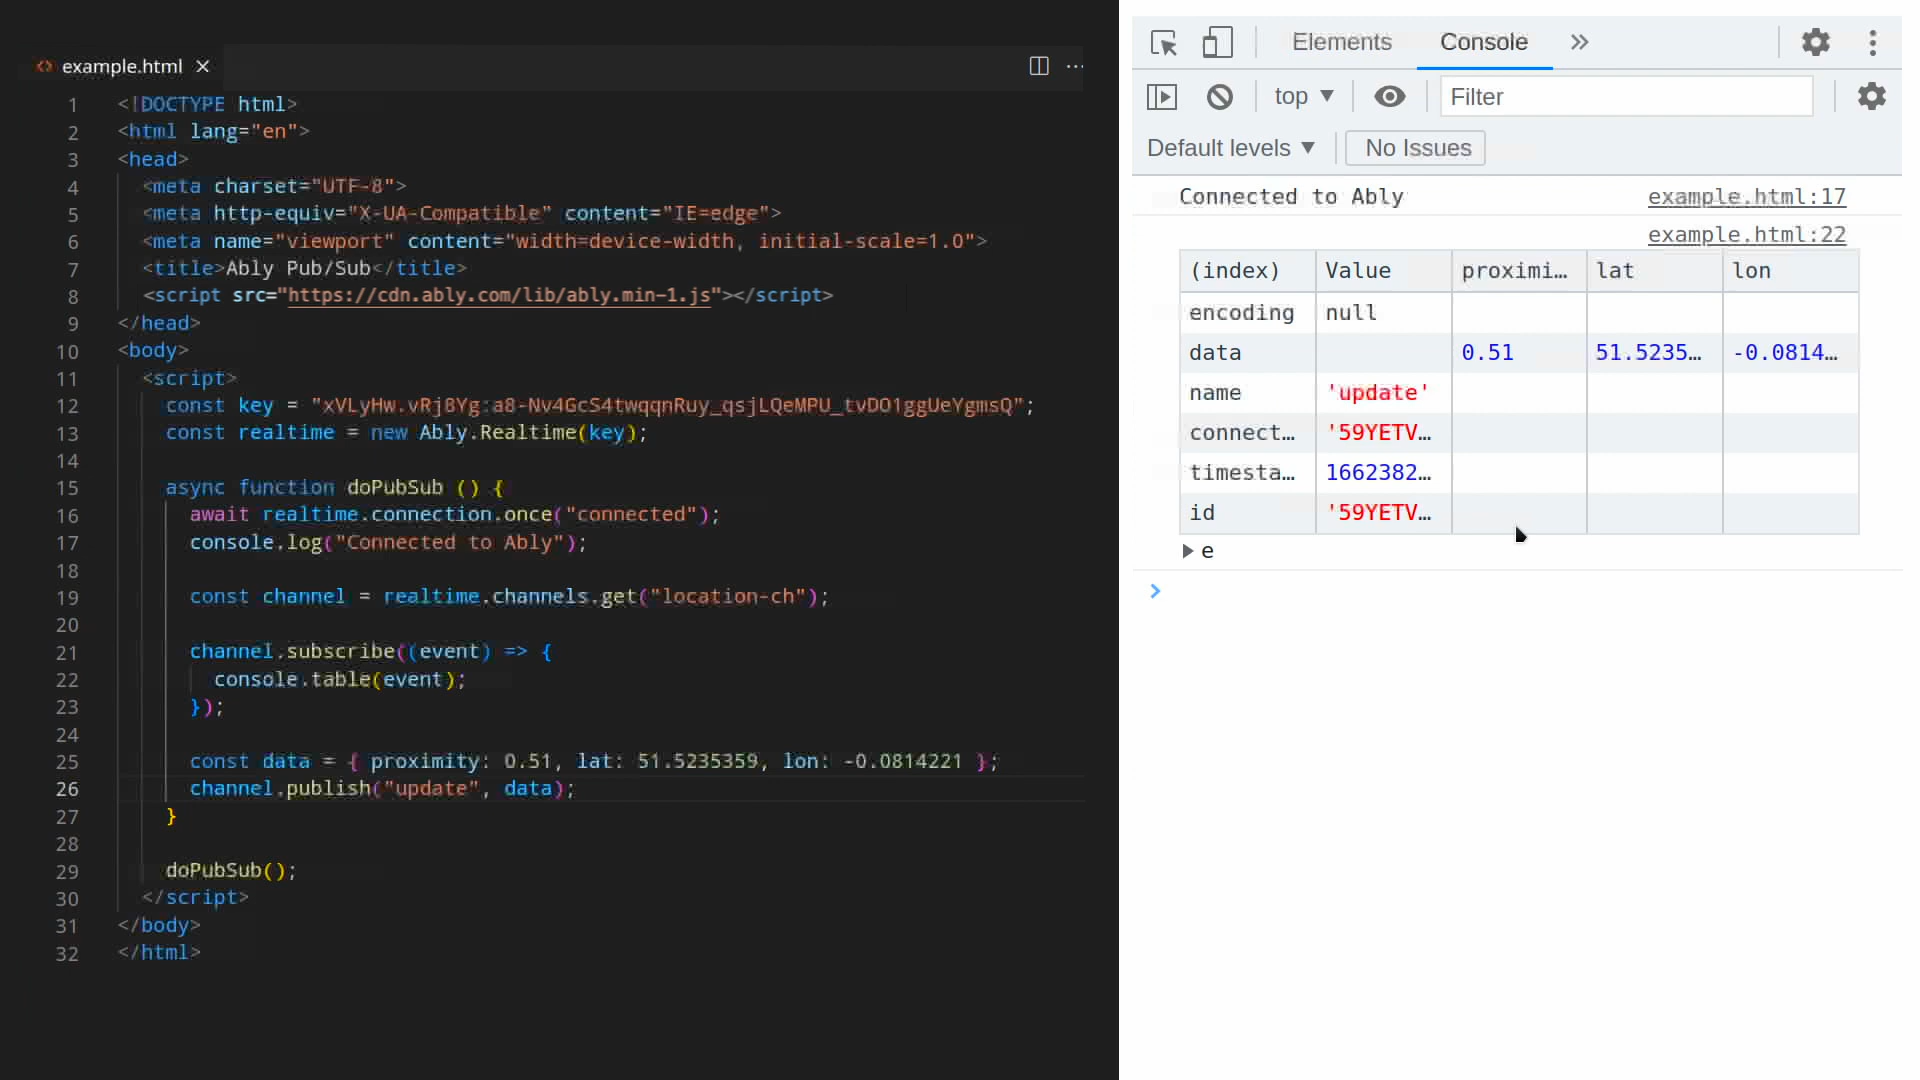 example.html
1 <!DOCTYPE html>
2 <html lang="en">
3 <head>
4 <meta charset="UTF-8">
5 <meta http-equiv="X-UA-Compatible" content="IE=edge">
6 <meta name="viewport" content="width=device-width, initial-scale=1.0">
7 <title>Ably Pub/Sub</title>
8 <script src="https://cdn.ably.com/lib/ably.min-1.js"></script>
9 </head>
10 <body>
11 <script>
12 const key = "xVLyHw.vRj8Yg:a8-Nv4GcS4twqqnRuy_qsjLQeMPU_tvDO1ggUeYgmsQ";
13 const realtime = new Ably.Realtime(key);
14
15 async function doPubSub () {
16 await realtime.connection.once("connected");
17 console.log("Connected to Ably");
18
19 const channel = realtime.channels.get("location-ch");
20
21 channel.subscribe((event) => {
22 console.table(event);
23 });
24
25 const data = { proximity: 0.51, lat: 51.5235359, lon: -0.0814221 };
26 channel.publish("update", data);
27 }
28
29 doPubSub();
30 </script>
31 </body>
32 </html>
Elements Console
top Filter
Default levels No Issues
Connected to Ably example.html:17
example.html:22
(index) Value proximi… lat lon
encoding null
data 0.51 51.5235… -0.0814…
name 'update'
connect… '59YETV…
timesta… 1662382…
id '59YETV…
e